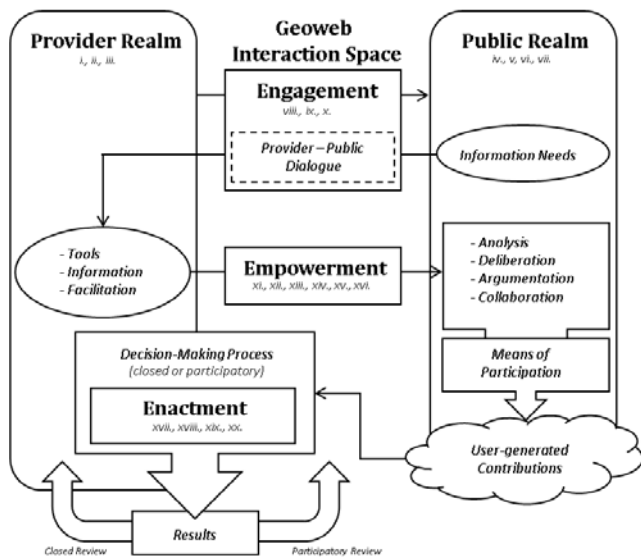 Provider Realm
i., ii., iii.
Geoweb
Interaction Space
Public Realm
iv., v, vi., vii.
Engagement
viii., ix., x.
Provider – Public
Dialogue
Information Needs
- Tools
- Information
- Facilitation
Empowerment
xi., xii., xiii., xiv., xv., xvi.
- Analysis
- Deliberation
- Argumentation
- Collaboration
Decision-Making Process
(closed or participatory)
Enactment
xvii., xviii., xix., xx.
Means of
Participation
User-generated
Contributions
Results
Closed Review
Participatory Review